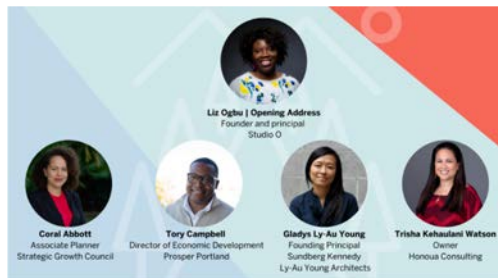 Liz Ogbu | Opening Address
Founder and principal
Studio O
Coral Abbott
Associate Planner
Strategic Growth Council
Tory Campbell
Director of Economic Development
Prosper Portland
Gladys Ly-Au Young
Founding Principal
Sundberg Kennedy
Ly-Au Young Architects
Trisha Kehaulani Watson
Owner
Honoua Consulting